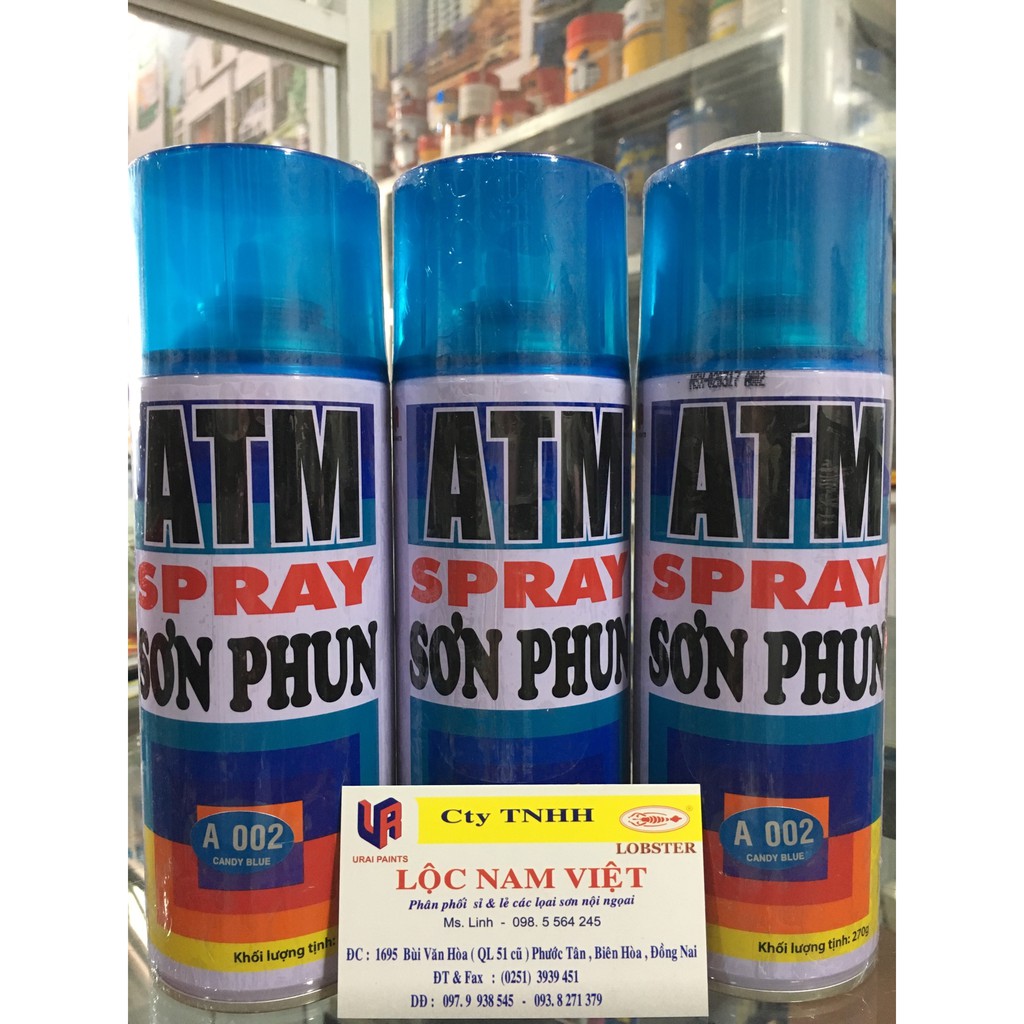 ATM
SPRAY
SƠN PHUN
A 002
CANDY BLUE
Khối lượng tịnh:
ATM
SPRAY
SƠN PHUN
ATM
SPRAY
SƠN PHUN
A 002
CANDY BLUE
Khối lượng tịnh: 270g
URAI PAINTS
Cty TNHH
LOBSTER
LỘC NAM VIỆT
Phân phối sỉ & lẻ các lọai sơn nội ngọai
Ms. Linh - 098. 5 564 245
ĐC : 1695 Bùi Văn Hòa ( QL 51 cũ ) Phước Tân , Biên Hòa , Đồng Nai
ĐT & Fax : (0251) 3939 451
DĐ : 097. 9 938 545 - 093. 8 271 379